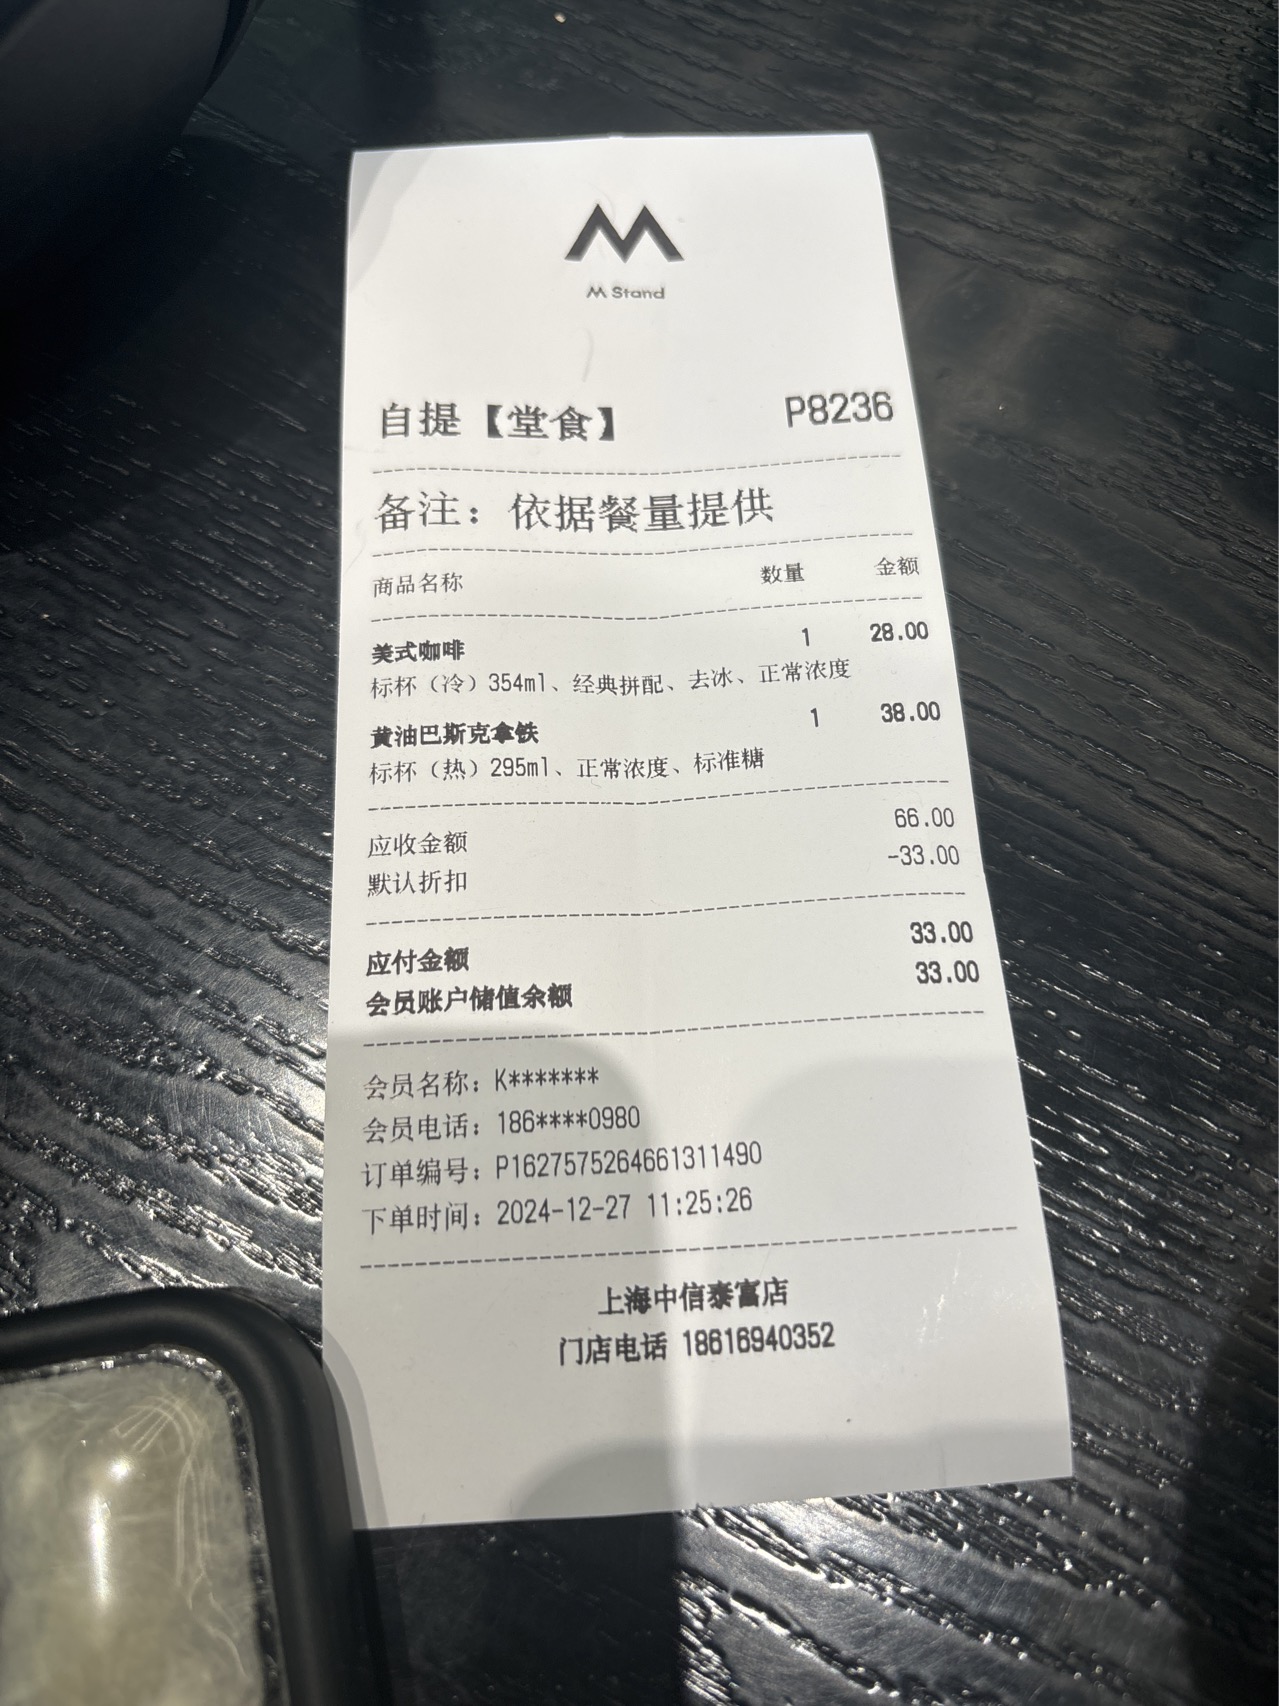 M Stand
自提【堂食】 P8236
备注：依据餐量提供
商品名称 数量 金额
美式咖啡 1 28.00
标杯（冷）354ml、经典拼配、去冰、正常浓度
黄油巴斯克拿铁 1 38.00
标杯（热）295ml、正常浓度、标准糖
应收金额 66.00
默认折扣 -33.00
应付金额 33.00
会员账户储值余额 33.00
会员名称：K*******
会员电话：186****0980
订单编号：P1627575264661311490
下单时间：2024-12-27 11:25:26
上海中信泰富店
门店电话 18616940352